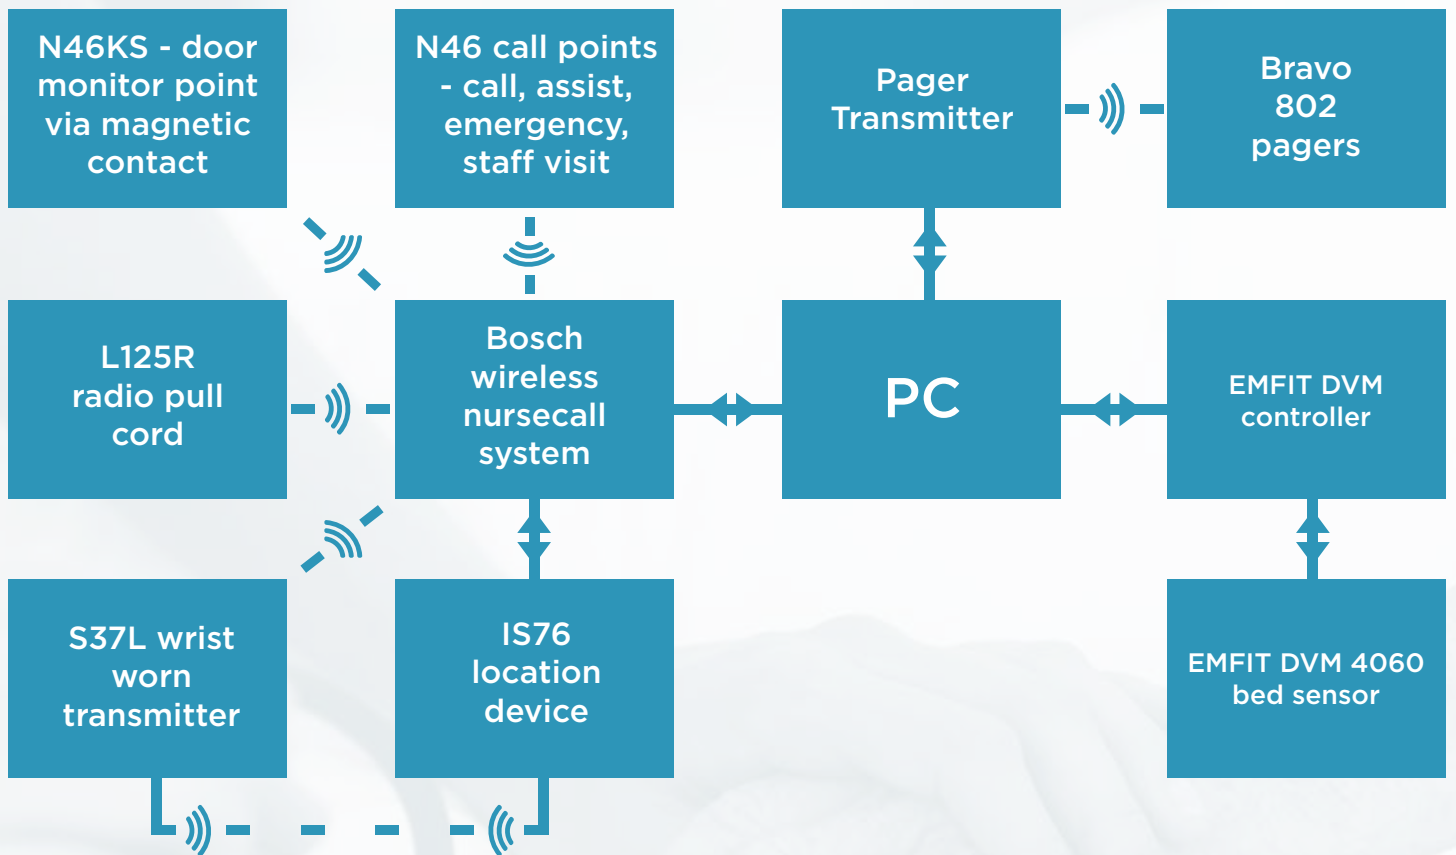 N46KS - door
monitor point
via magnetic
contact
N46 call points
- call, assist,
emergency,
staff visit
Pager
Transmitter
Bravo
802
pagers
L125R
radio pull
cord
Bosch
wireless
nursecall
system
PC
EMFIT DVM
controller
S37L wrist
worn
transmitter
IS76
location
device
EMFIT DVM 4060
bed sensor